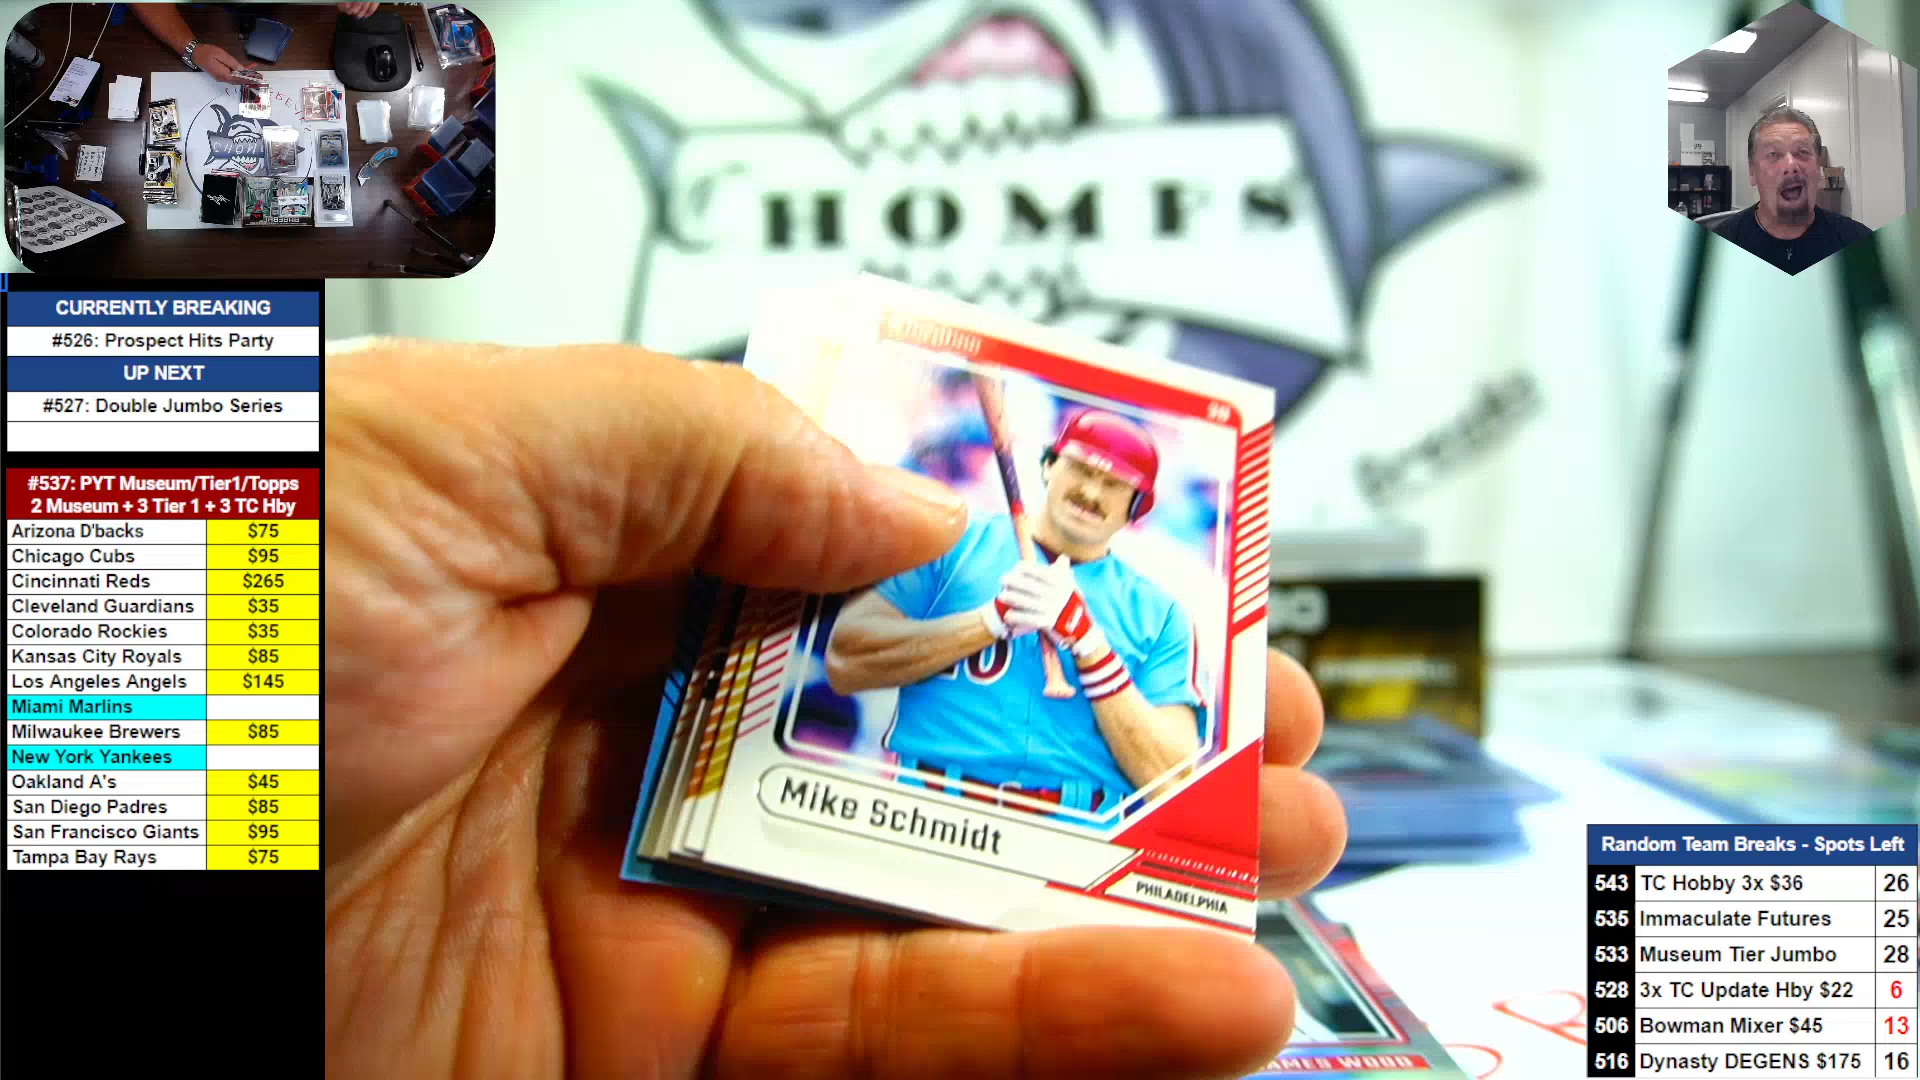 CHOMPS
Breaks
CURRENTLY BREAKING
#526: Prospect Hits Party
UP NEXT
#527: Double Jumbo Series
#537: PYT Museum/Tier1/Topps
2 Museum + 3 Tier 1 + 3 TC Hby
Arizona D'backs $75
Chicago Cubs $95
Cincinnati Reds $265
Cleveland Guardians $35
Colorado Rockies $35
Kansas City Royals $85
Los Angeles Angels $145
Miami Marlins
Milwaukee Brewers $85
New York Yankees
Oakland A's $45
San Diego Padres $85
San Francisco Giants $95
Tampa Bay Rays $75
Mike Schmidt
PHILADELPHIA
JAMES WOOD
Random Team Breaks - Spots Left
543 TC Hobby 3x $36 26
535 Immaculate Futures 25
533 Museum Tier Jumbo 28
528 3x TC Update Hby $22 6
506 Bowman Mixer $45 13
516 Dynasty DEGENS $175 16